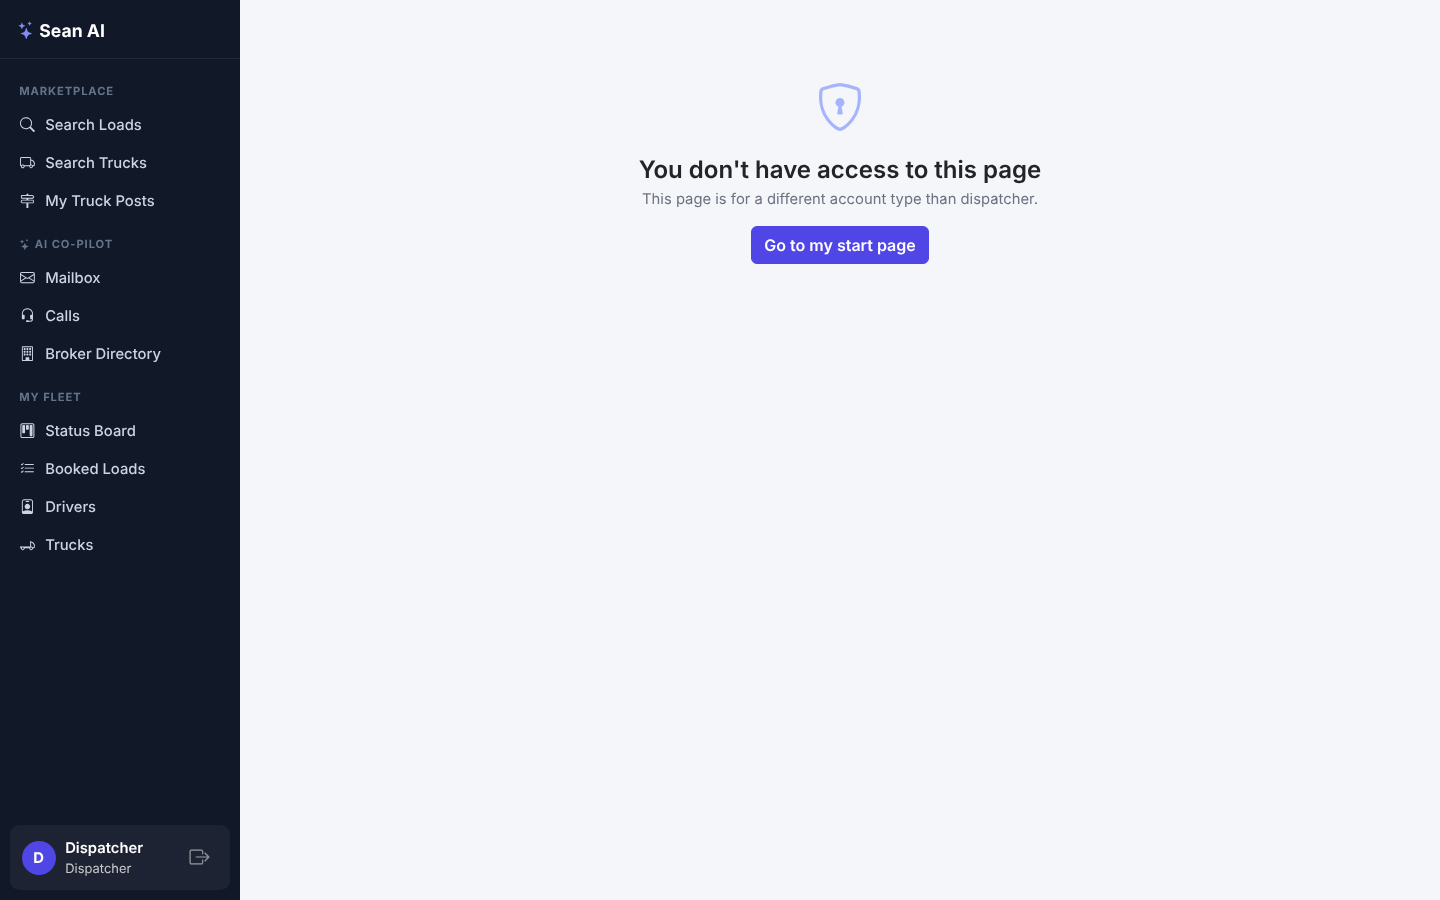 Sean AI
MARKETPLACE
Search Loads
Search Trucks
My Truck Posts
AI CO-PILOT
Mailbox
Calls
Broker Directory
MY FLEET
Status Board
Booked Loads
Drivers
Trucks
D
Dispatcher
Dispatcher
You don't have access to this page
This page is for a different account type than dispatcher.
Go to my start page